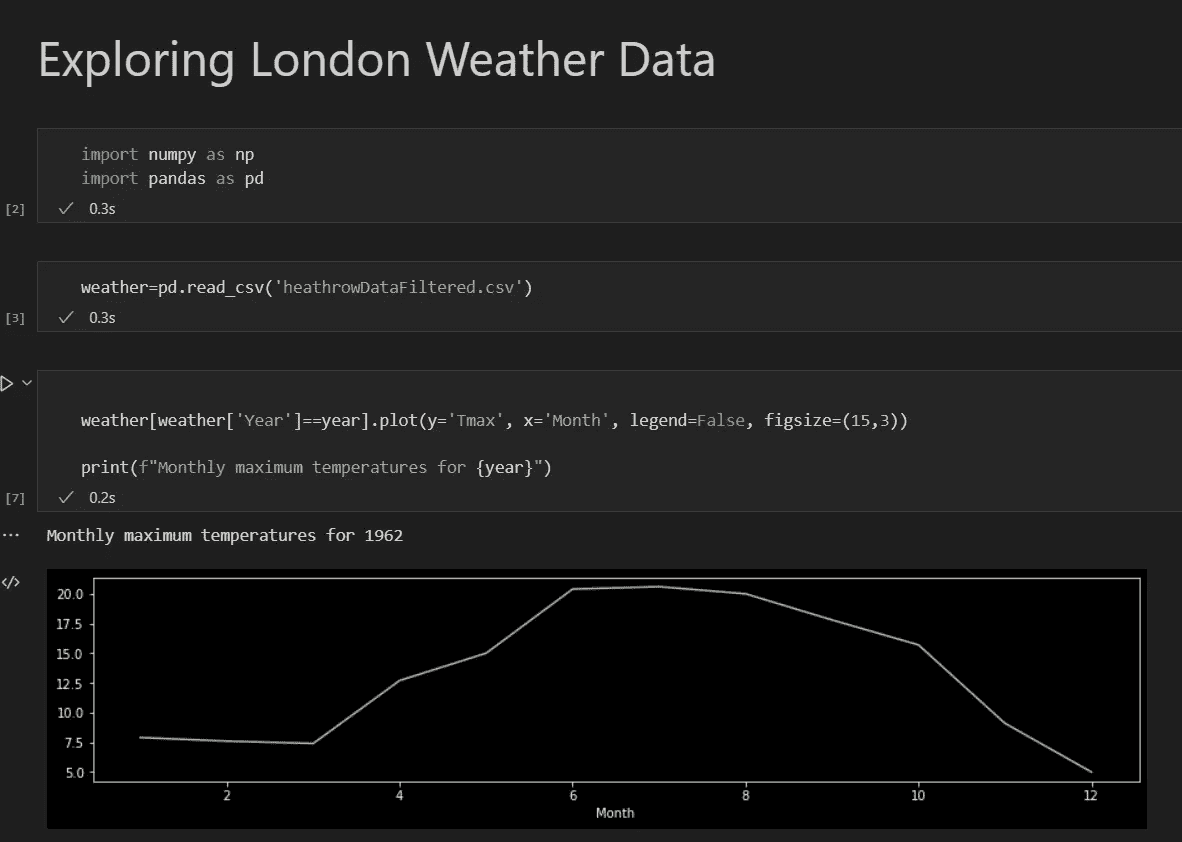 Exploring London Weather Data
import numpy as np
import pandas as pd
[2]
0.3s
weather=pd.read_csv('heathrowDataFiltered.csv')
[3]
0.3s
weather[weather['Year']==year].plot(y='Tmax', x='Month', legend=False, figsize=(15,3))
print(f"Monthly maximum temperatures for {year}")
[7]
0.2s
... Monthly maximum temperatures for 1962
</>
20.0
17.5
15.0
12.5
10.0
7.5
5.0
2 4 6 8 10 12
Month